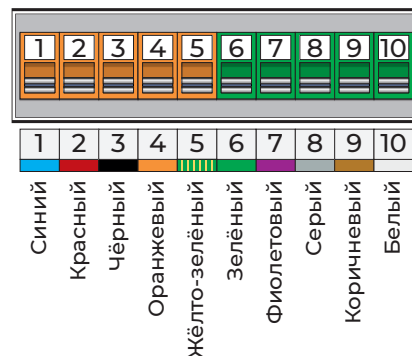 1 2 3 4 5 6 7 8 9 10
1 2 3 4 5 6 7 8 9 10
Синий
Красный
Чёрный
Оранжевый
Жёлто-зелёный
Зелёный
Фиолетовый
Серый
Коричневый
Белый